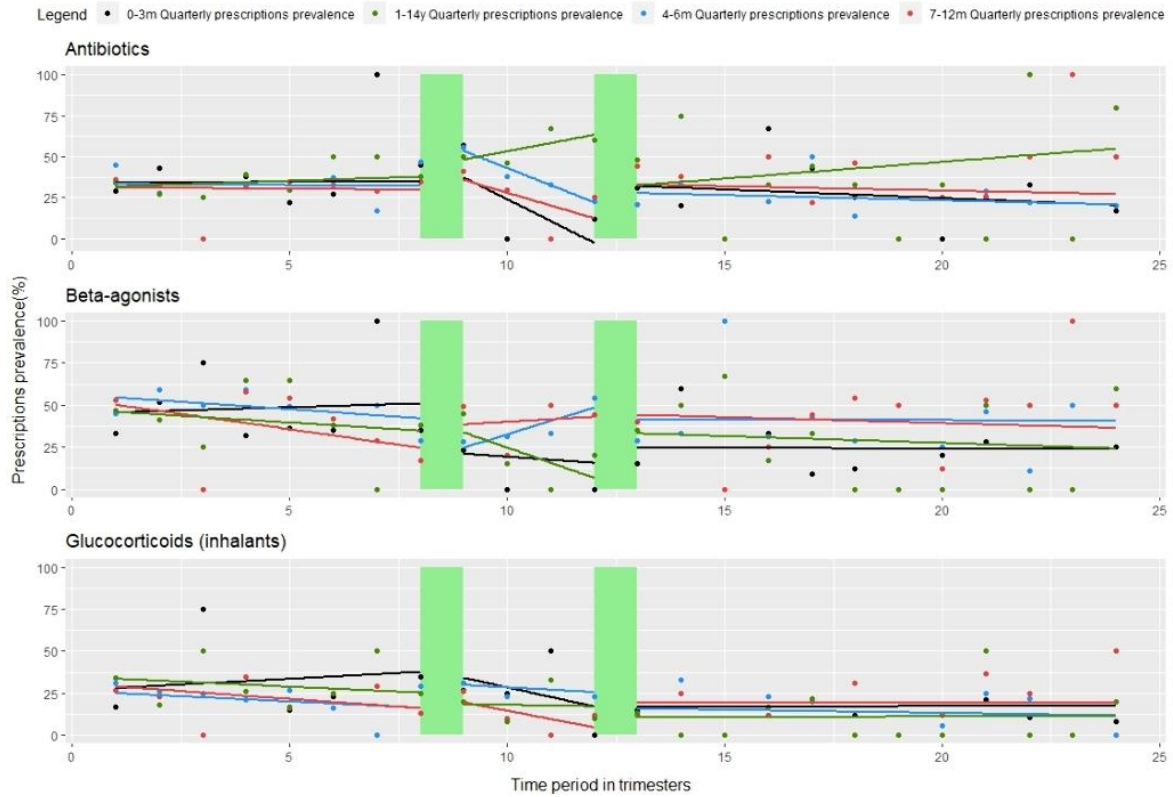 Legend 0-3m Quarterly prescriptions prevalence 1-14y Quarterly prescriptions prevalence 4-6m Quarterly prescriptions prevalence 7-12m Quarterly prescriptions prevalence
Antibiotics
100
75
50
25
0
0 5 10 15 20 25
Beta-agonists
100
75
50
25
0
0 5 10 15 20 25
Prescriptions prevalence(%)
Glucocorticoids (inhalants)
100
75
50
25
0
0 5 10 15 20 25
Time period in trimesters